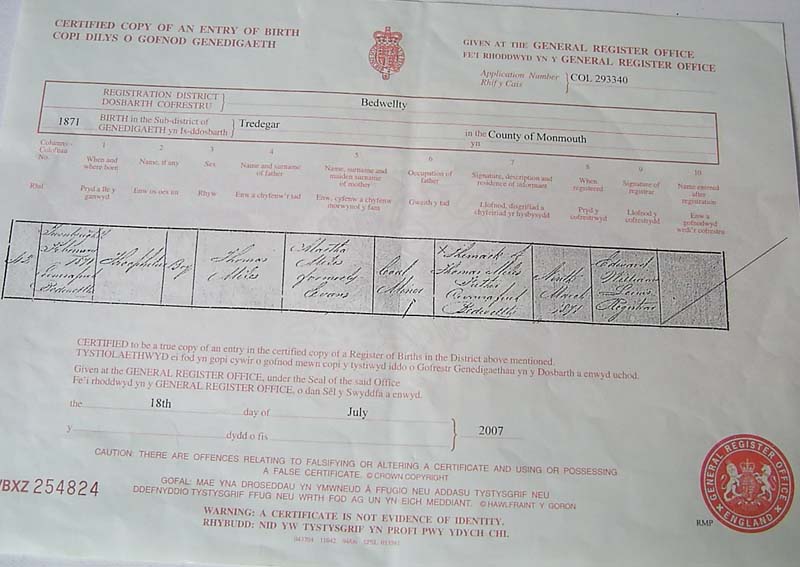 CERTIFIED COPY OF AN ENTRY OF BIRTH
COPI DILYS O GOFNOD GENEDIGAETH
GIVEN AT THE GENERAL REGISTER OFFICE
FE'I RHODDWYD YN Y GENERAL REGISTER OFFICE
Application Number COL 293340
Rhif y Cais
REGISTRATION DISTRICT Bedwellty
DOSBARTH COFRESTRU
1871 BIRTH in the Sub-district of Tredegar in the County of Monmouth
GENEDIGAETH yn Is-ddosbarth yn
Columns:- 1 2 3 4 5 6 7 8 9 10
Colofnau
No. When and where born Name, if any Sex Name and surname of father Name, surname and maiden surname of mother Occupation of father Signature, description and residence of informant When registered Signature of registrar Name entered after registration
Rhif Pryd a lle y ganwyd Enw os oes un Rhyw Enw a chyfenw'r tad Enw, cyfenw a chyfenw morwynol y fam Gwaith y tad Llofnod, disgrifiad a chyfeiriad yr hysbysydd Pryd y cofrestrwyd Llofnod y cofrestrydd Enw a gofnodwyd wedi'r cofrestru
1871 Theophilus Boy Thomas Miles Martha Miles formerly Evans Coal Miner X The mark of Thomas Miles Father Bedwellty Ninth March 1871 Edward William Registrar
CERTIFIED to be a true copy of an entry in the certified copy of a Register of Births in the District above mentioned.
TYSTIOLAETHWYD ei fod yn gopi cywir o gofnod mewn copi y tystiwyd iddo o Gofrestr Genedigaethau yn y Dosbarth a enwyd uchod.
Given at the GENERAL REGISTER OFFICE, under the Seal of the said Office
Fe'i rhoddwyd yn y GENERAL REGISTER OFFICE, o dan Sêl y Swyddfa a enwyd.
the 18th day of July
y dydd o fis 2007
CAUTION: THERE ARE OFFENCES RELATING TO FALSIFYING OR ALTERING A CERTIFICATE AND USING OR POSSESSING
A FALSE CERTIFICATE. © CROWN COPYRIGHT
GOFAL: MAE YNA DROSEDDAU YN YMWNEUD Â FFUGIO NEU ADDASU TYSTYSGRIF NEU
DDEFNYDDIO TYSTYSGRIF FFUG NEU WRTH FOD AG UN YN EICH MEDDIANT. © HAWLFRAINT Y GORON
WARNING: A CERTIFICATE IS NOT EVIDENCE OF IDENTITY.
RHYBUDD: NID YW TYSTYSGRIF YN PROFI PWY YDYCH CHI.
BXZ 254824
GENERAL REGISTER OFFICE
ENGLAND
RMP